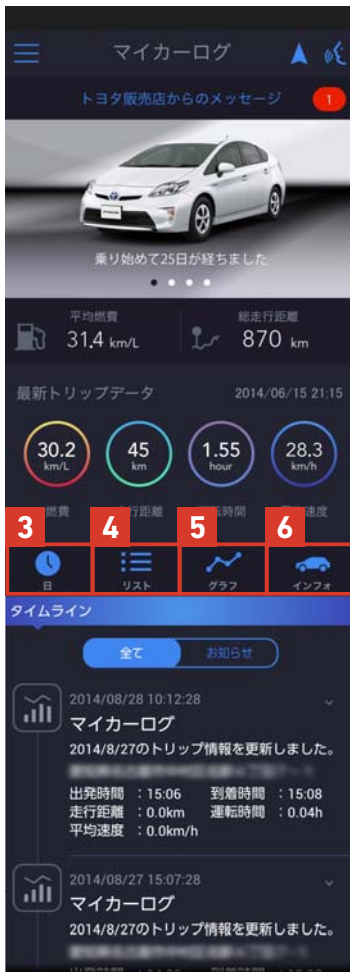 マイカーログ
トヨタ販売店からのメッセージ 1
乗り始めて25日が経ちました
平均燃費 総走行距離
31.4 km/L 870 km
最新トリップデータ 2014/06/15 21:15
30.2 45 1.55 28.3
km/L km hour km/h
燃費 走行距離 時間 速度
3 4 5 6
日 リスト グラフ インフォ
タイムライン
全て お知らせ
2014/08/28 10:12:28
マイカーログ
2014/8/27のトリップ情報を更新しました。
出発時間 :15:06 到着時間 :15:08
走行距離 :0.0km 運転時間 :0.04h
平均速度 :0.0km/h
2014/08/27 15:07:28
マイカーログ
2014/8/27のトリップ情報を更新しました。